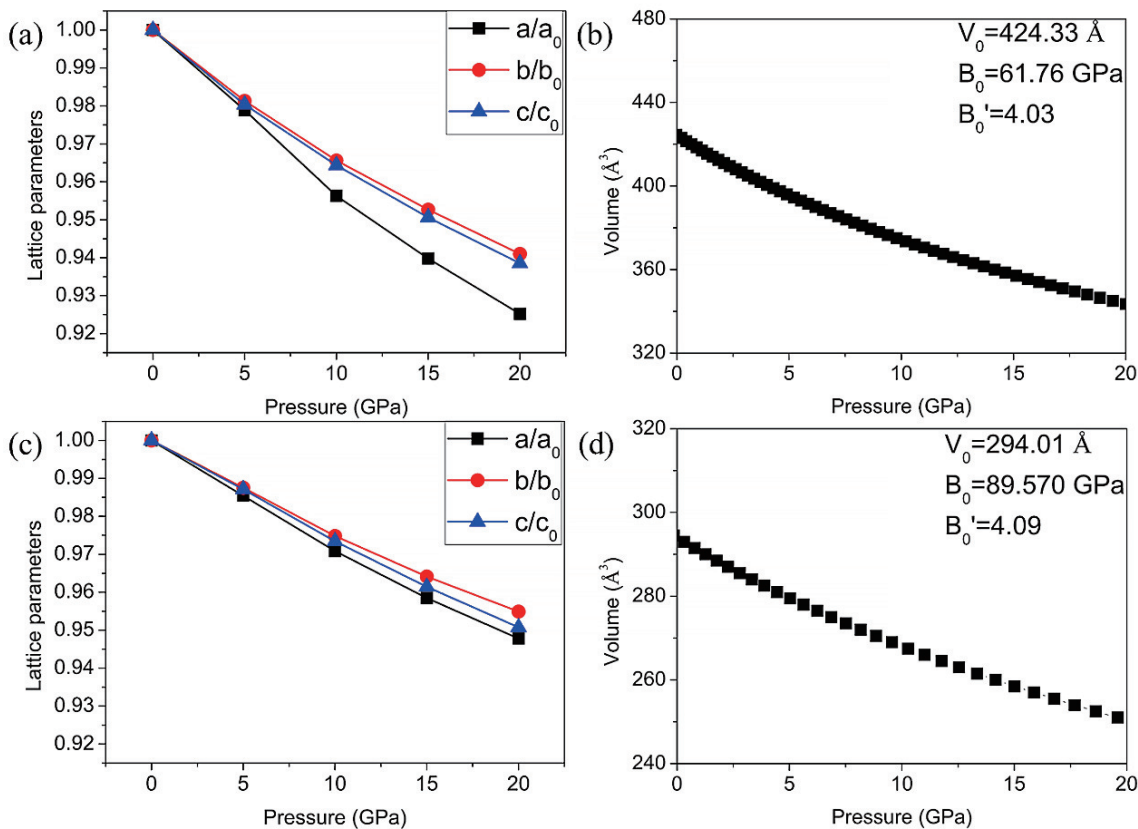 (a)
1.00
0.99
0.98
0.97
0.96
0.95
0.94
0.93
0.92
Lattice parameters
a/a₀
b/b₀
c/c₀
0 5 10 15 20
Pressure (GPa)
(b)
480
440
400
360
320
Volume (Å³)
V₀=424.33 Å
B₀=61.76 GPa
B₀'=4.03
0 5 10 15 20
Pressure (GPa)
(c)
1.00
0.99
0.98
0.97
0.96
0.95
0.94
0.93
0.92
Lattice parameters
a/a₀
b/b₀
c/c₀
0 5 10 15 20
Pressure (GPa)
(d)
320
300
280
260
240
Volume (Å³)
V₀=294.01 Å
B₀=89.570 GPa
B₀'=4.09
0 5 10 15 20
Pressure (GPa)